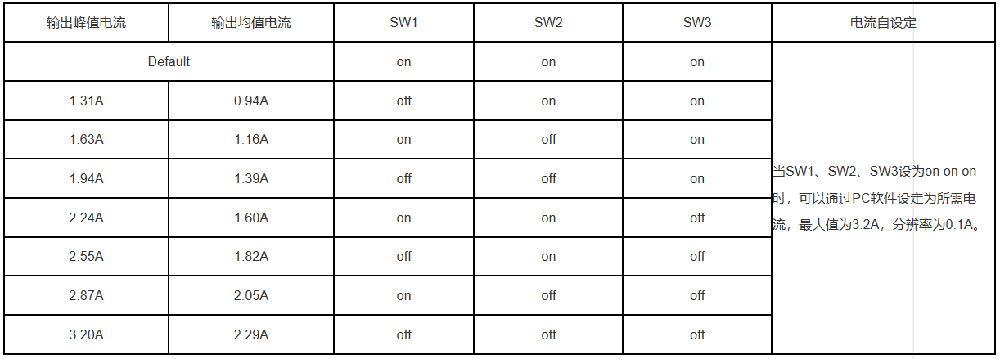 输出峰值电流 输出均值电流 SW1 SW2 SW3 电流自设定
Default on on on
1.31A 0.94A off on on
1.63A 1.16A on off on
1.94A 1.39A off off on
2.24A 1.60A on on off
2.55A 1.82A off on off
2.87A 2.05A on off off
3.20A 2.29A off off off
当SW1、SW2、SW3设为on on on
时，可以通过PC软件设定为所需电
流，最大值为3.2A，分辨率为0.1A。